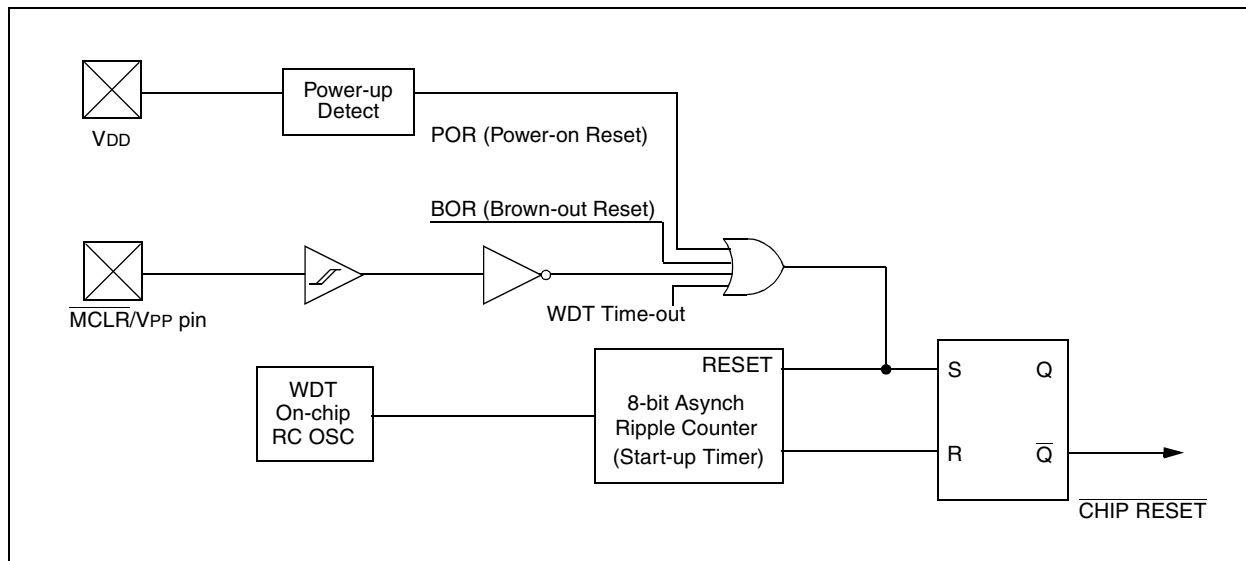 Power-up
Detect
VDD
POR (Power-on Reset)
BOR (Brown-out Reset)
MCLR/VPP pin
WDT Time-out
WDT
On-chip
RC OSC
RESET
8-bit Asynch
Ripple Counter
(Start-up Timer)
S
Q
R
Q̅
CHIP RESET